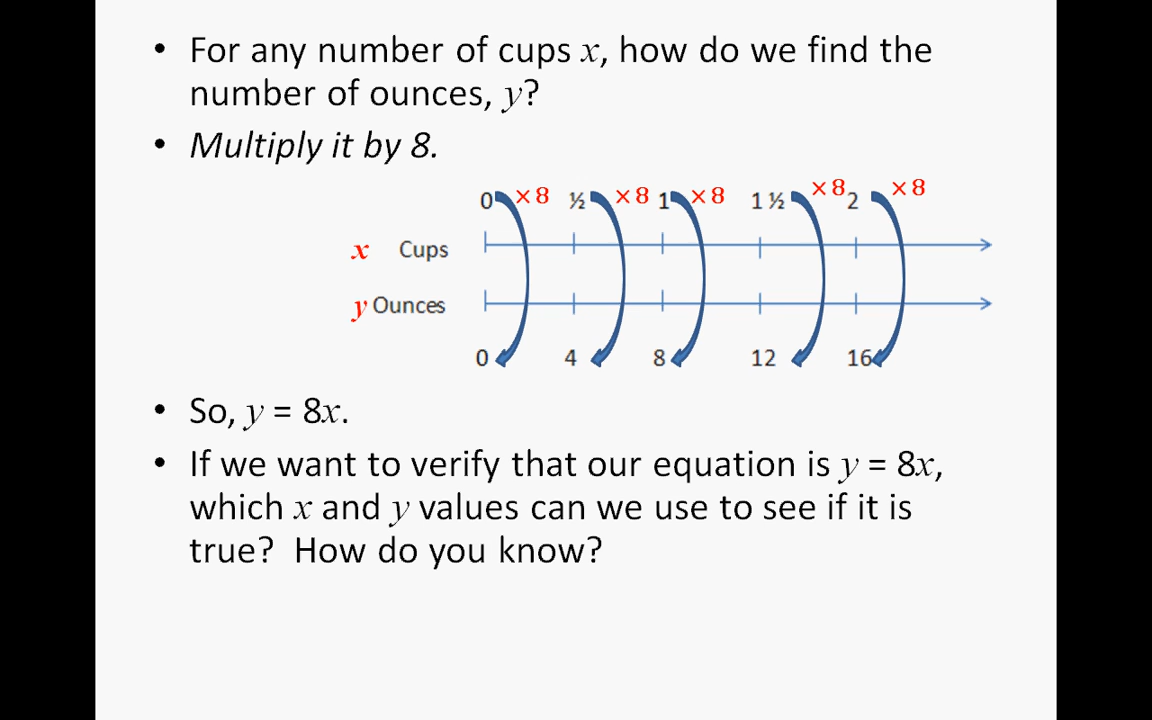 • For any number of cups x, how do we find the
number of ounces, y?
• Multiply it by 8.
0 ×8 ½ ×8 1 ×8 1 ½ ×8 2 ×8
x Cups
y Ounces
0 4 8 12 16
• So, y = 8x.
• If we want to verify that our equation is y = 8x,
which x and y values can we use to see if it is
true? How do you know?